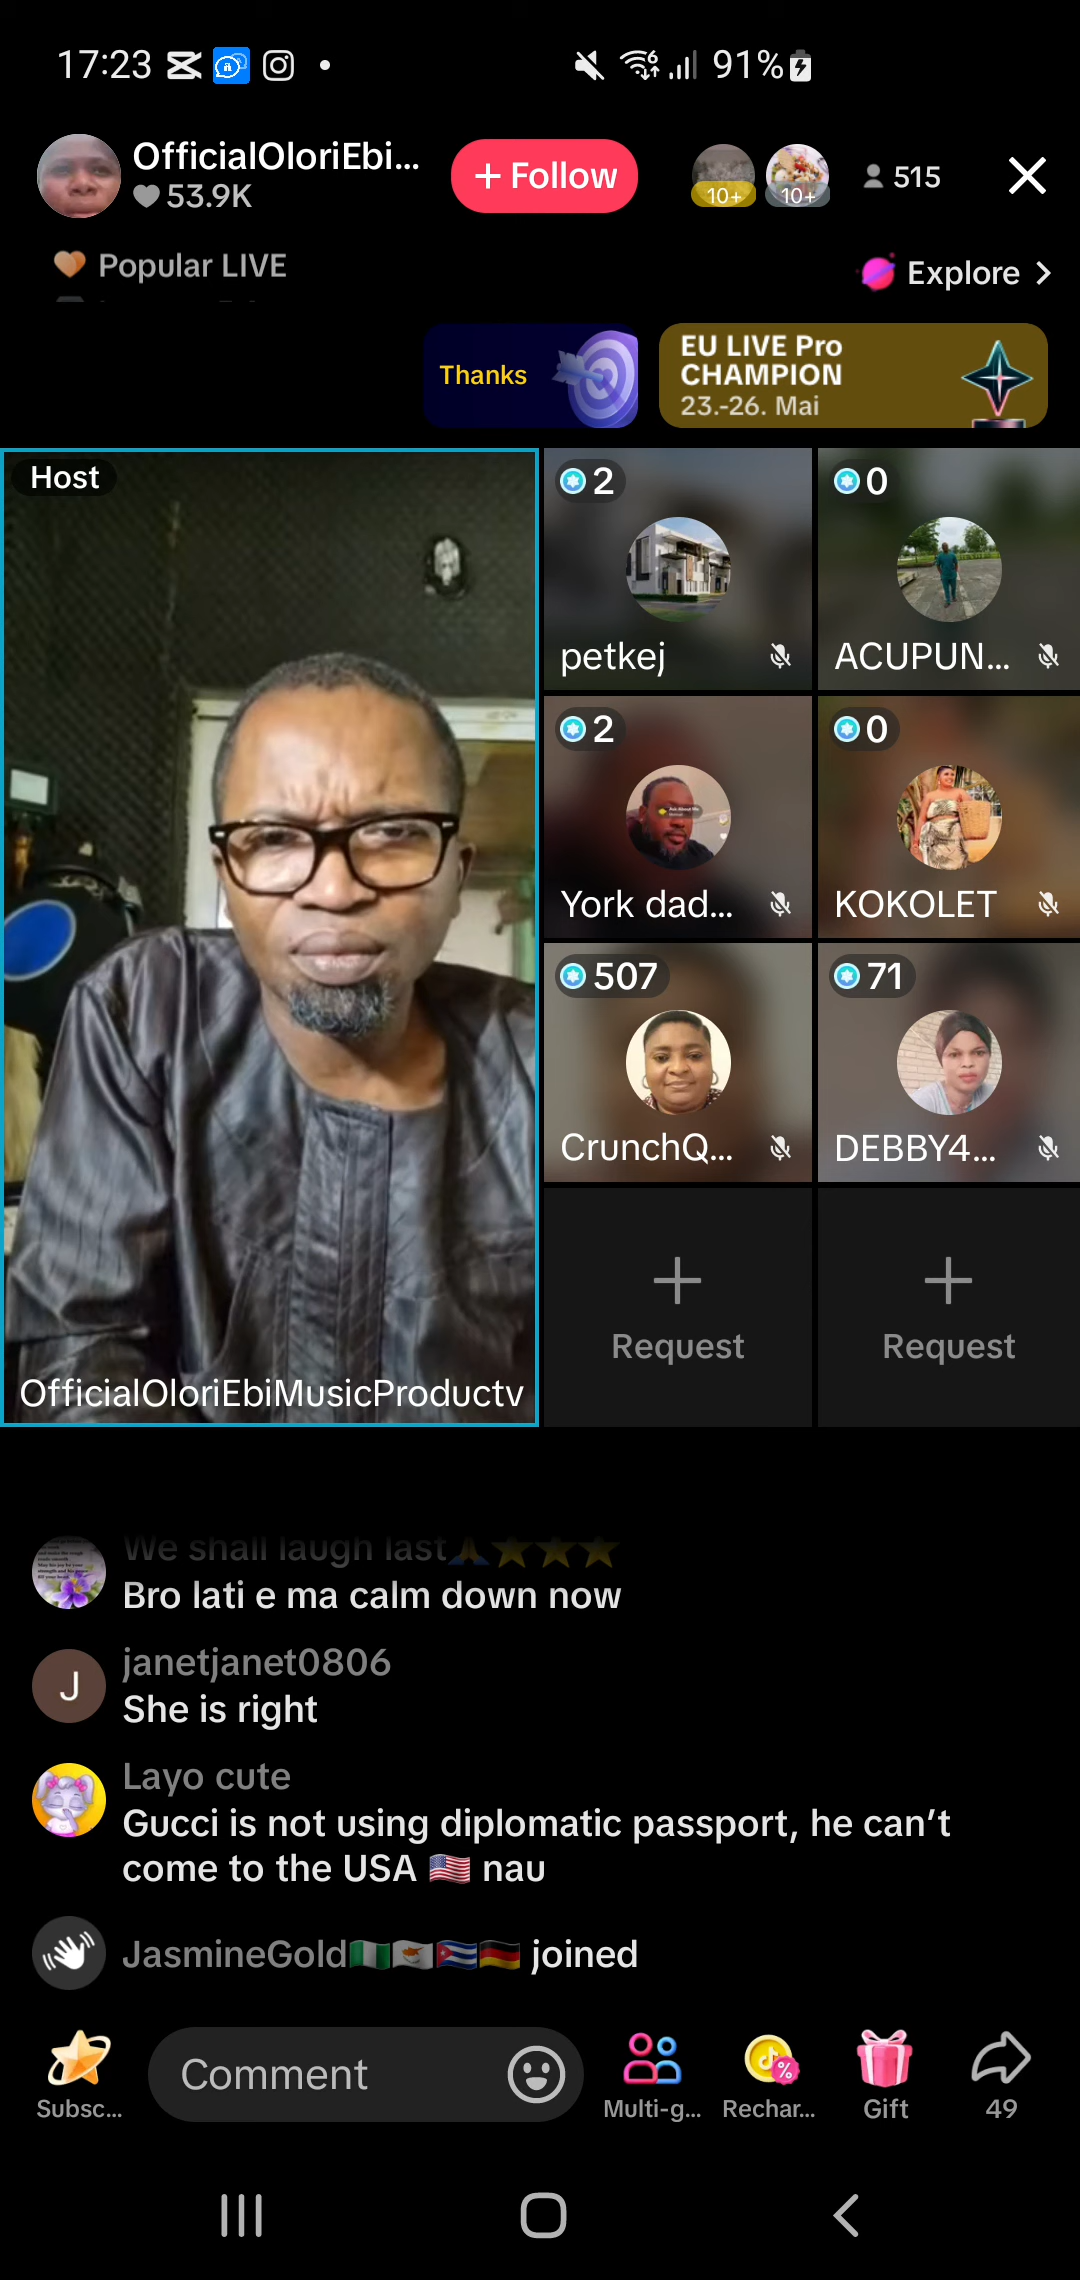 17:23
91%
OfficialOloriEbi...
53.9K
+ Follow
10+
10+
515
Popular LIVE
Explore
Thanks
EU LIVE Pro
CHAMPION
23.-26. Mai
Host
2
petkej
0
ACUPUN...
2
York dad...
0
KOKOLET
507
CrunchQ...
71
DEBBY4...
Request
Request
OfficialOloriEbiMusicProductv
We shall laugh last🙏⭐⭐⭐
Bro lati e ma calm down now
J
janetjanet0806
She is right
Layo cute
Gucci is not using diplomatic passport, he can’t
come to the USA 🇺🇸 nau
JasmineGold🇳🇬🇨🇾🇨🇺🇩🇪 joined
Subsc...
Comment
Multi-g...
Rechar...
Gift
49